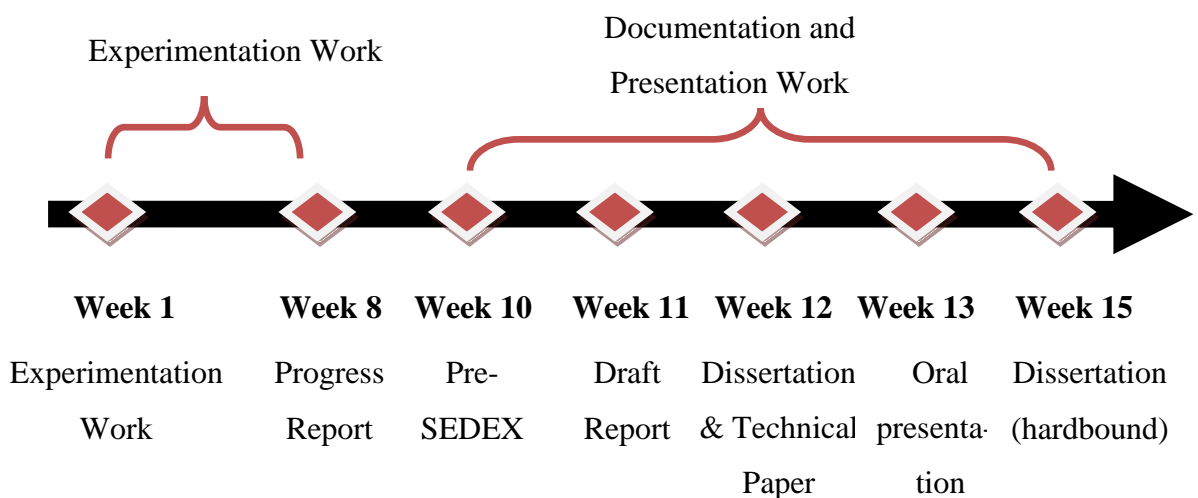 Experimentation Work
Documentation and
Presentation Work
Week 1
Experimentation
Work
Week 8
Progress
Report
Week 10
Pre-
SEDEX
Week 11
Draft
Report
Week 12
Dissertation
& Technical
Paper
Week 13
Oral
presenta-
tion
Week 15
Dissertation
(hardbound)